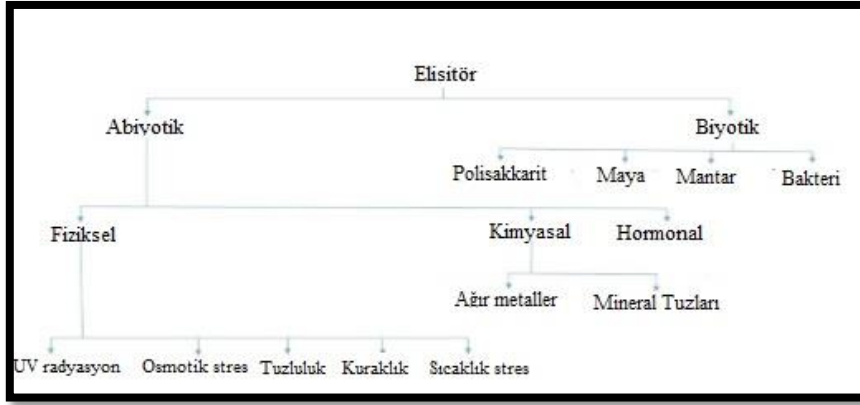 Elisitör
Abiyotik Biyotik
Polisakkarit Maya Mantar Bakteri
Fiziksel Kimyasal Hormonal
Ağır metaller Mineral Tuzları
UV radyasyon Osmotik stres Tuzluluk Kuraklık Sıcaklık stres